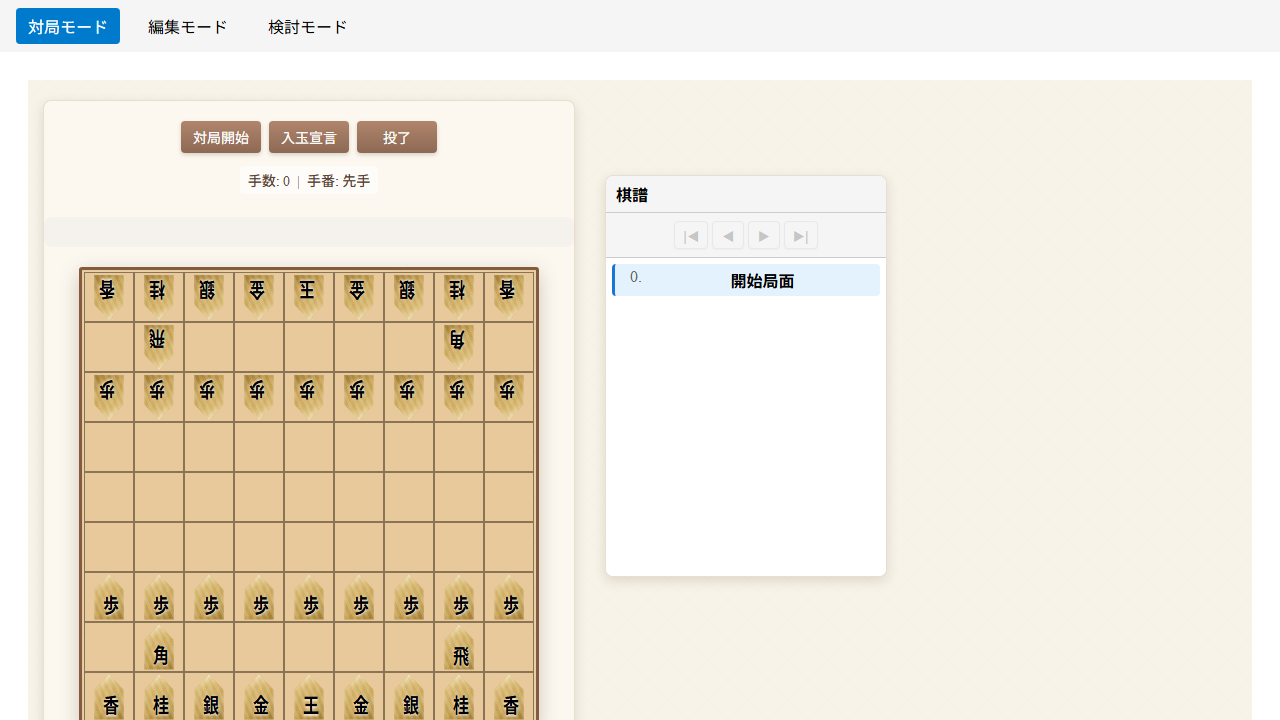 対局モード 編集モード 検討モード
対局開始 入玉宣言 投了
手数: 0 | 手番: 先手
棋譜
|◀ ◀ ▶ ▶|
0. 開始局面
香 桂 銀 金 玉 金 銀 桂 香
飛 角
歩 歩 歩 歩 歩 歩 歩 歩 歩
歩 歩 歩 歩 歩 歩 歩 歩 歩
角 飛
香 桂 銀 金 王 金 銀 桂 香